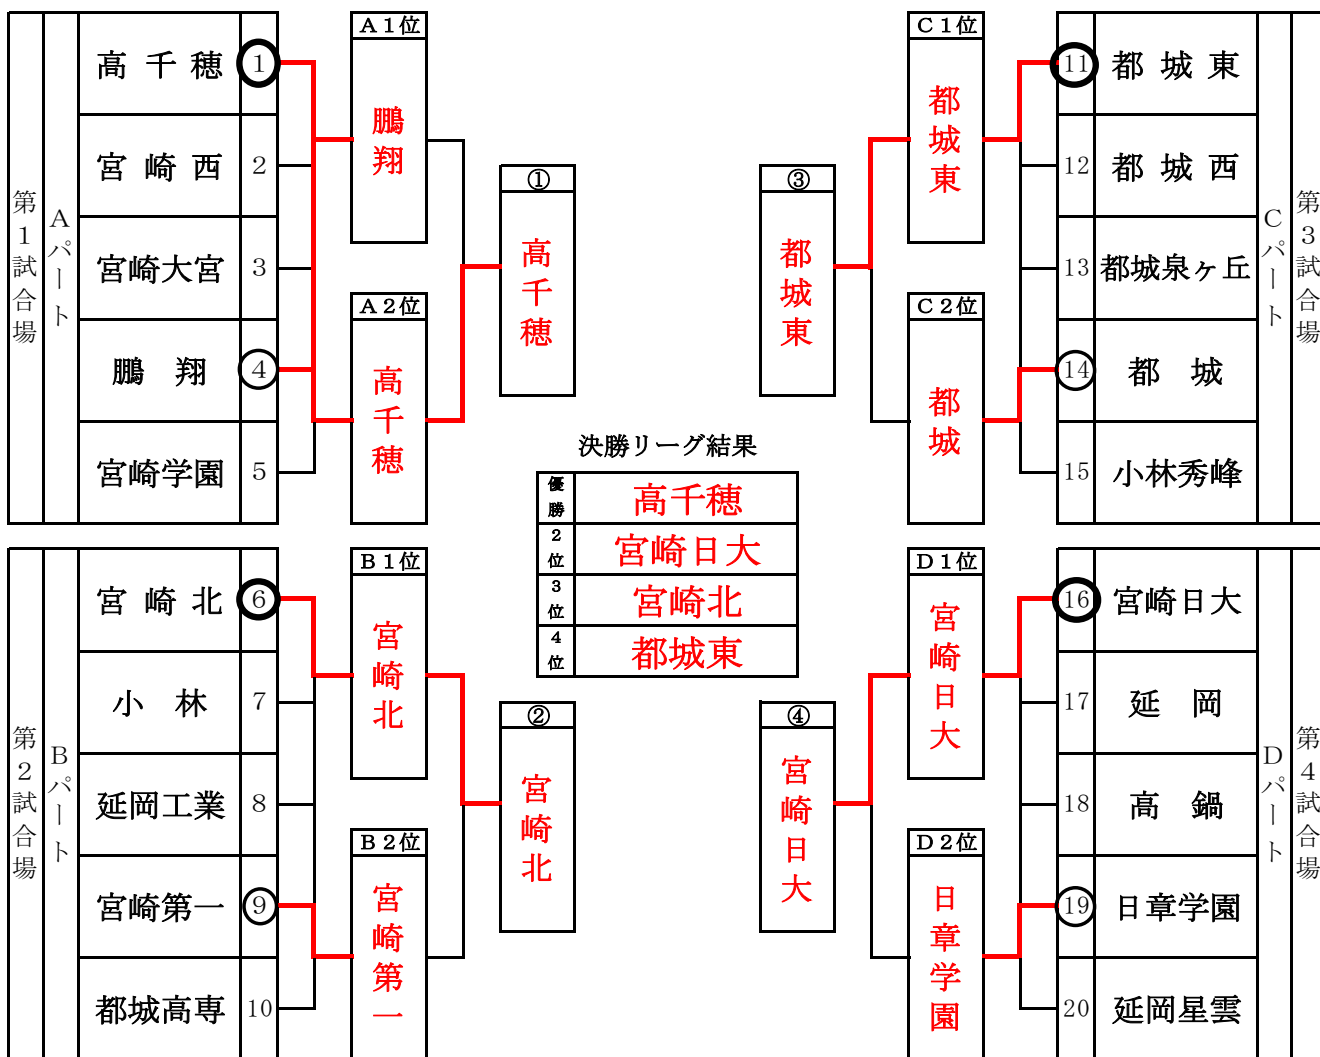 第1試合場
Aパート
高千穂 1
宮崎西 2
宮崎大宮 3
鵬翔 4
宮崎学園 5
A1位
鵬翔
A2位
高千穂
①
高千穂
第2試合場
Bパート
宮崎北 6
小林 7
延岡工業 8
宮崎第一 9
都城高専 10
B1位
宮崎北
B2位
宮崎第一
②
宮崎北
決勝リーグ結果
優勝 高千穂
2位 宮崎日大
3位 宮崎北
4位 都城東
③
都城東
C1位
都城東
C2位
都城
11 都城東
12 都城西
13 都城泉ヶ丘
14 都城
15 小林秀峰
Cパート
第3試合場
④
宮崎日大
D1位
宮崎日大
D2位
日章学園
16 宮崎日大
17 延岡
18 高鍋
19 日章学園
20 延岡星雲
Dパート
第4試合場